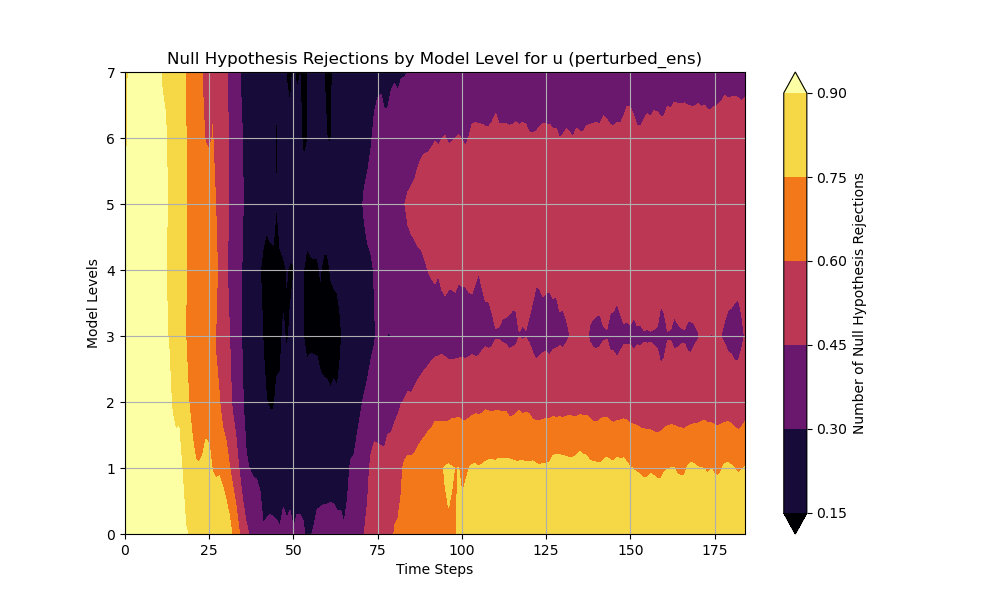 Null Hypothesis Rejections by Model Level for u (perturbed_ens)
7
6
5
4
3
2
1
0
Model Levels
0 25 50 75 100 125 150 175
Time Steps
0.90
0.75
0.60
0.45
0.30
0.15
Number of Null Hypothesis Rejections